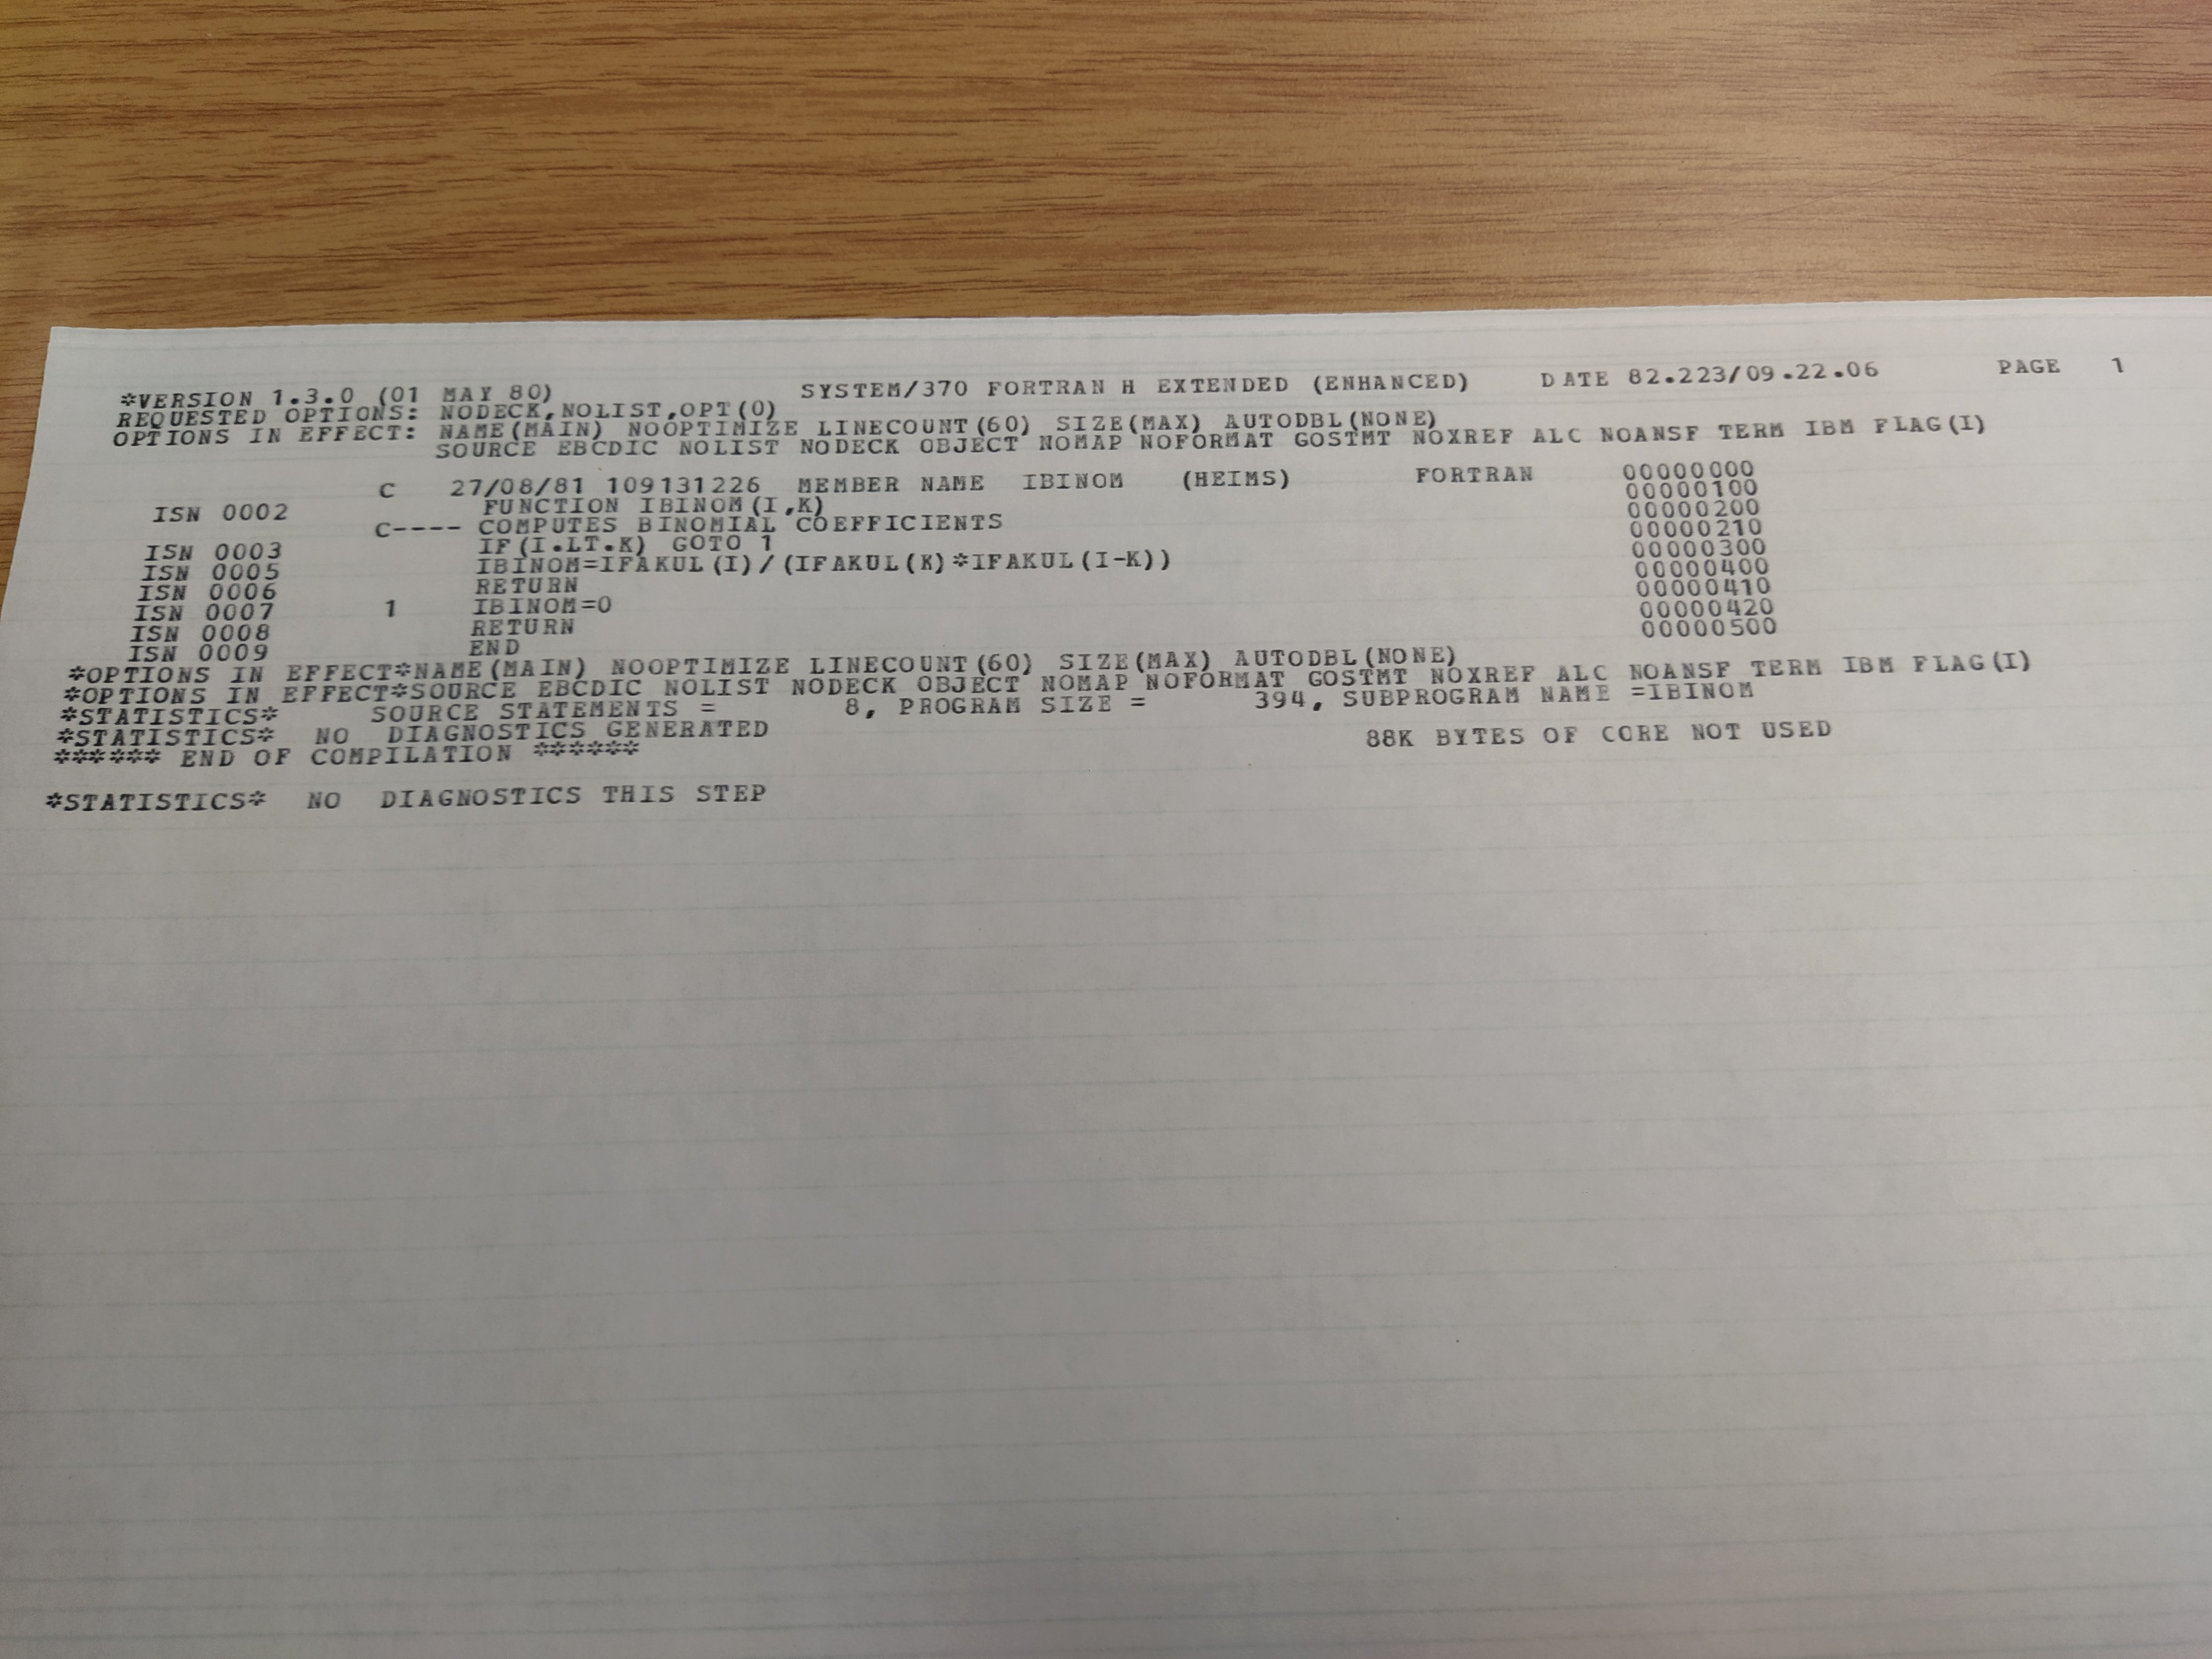 *VERSION 1.3.0 (01 MAY 80) SYSTEM/370 FORTRAN H EXTENDED (ENHANCED) DATE 82.223/09.22.06 PAGE 1
REQUESTED OPTIONS: NODECK,NOLIST,OPT(0)
OPTIONS IN EFFECT: NAME(MAIN) NOOPTIMIZE LINECOUNT(60) SIZE(MAX) AUTODBL(NONE)
SOURCE EBCDIC NOLIST NODECK OBJECT NOMAP NOFORMAT GOSTMT NOXREF ALC NOANSF TERM IBM FLAG(I)
C 27/08/81 109131226 MEMBER NAME IBINOM (HEIMS) FORTRAN 00000000
ISN 0002 FUNCTION IBINOM(I,K) 00000100
C---- COMPUTES BINOMIAL COEFFICIENTS 00000200
ISN 0003 IF(I.LT.K) GOTO 1 00000210
ISN 0005 IBINOM=IFAKUL(I)/(IFAKUL(K)*IFAKUL(I-K)) 00000300
ISN 0006 RETURN 00000400
ISN 0007 1 IBINOM=0 00000410
ISN 0008 RETURN 00000420
ISN 0009 END 00000500
*OPTIONS IN EFFECT*NAME(MAIN) NOOPTIMIZE LINECOUNT(60) SIZE(MAX) AUTODBL(NONE)
*OPTIONS IN EFFECT*SOURCE EBCDIC NOLIST NODECK OBJECT NOMAP NOFORMAT GOSTMT NOXREF ALC NOANSF TERM IBM FLAG(I)
*STATISTICS* SOURCE STATEMENTS = 8, PROGRAM SIZE = 394, SUBPROGRAM NAME =IBINOM
*STATISTICS* NO DIAGNOSTICS GENERATED
****** END OF COMPILATION ****** 88K BYTES OF CORE NOT USED
*STATISTICS* NO DIAGNOSTICS THIS STEP